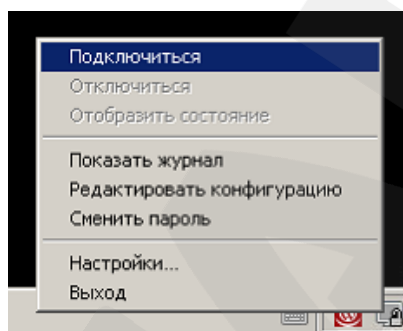 Подключиться
Отключиться
Отобразить состояние
Показать журнал
Редактировать конфигурацию
Сменить пароль
Настройки...
Выход